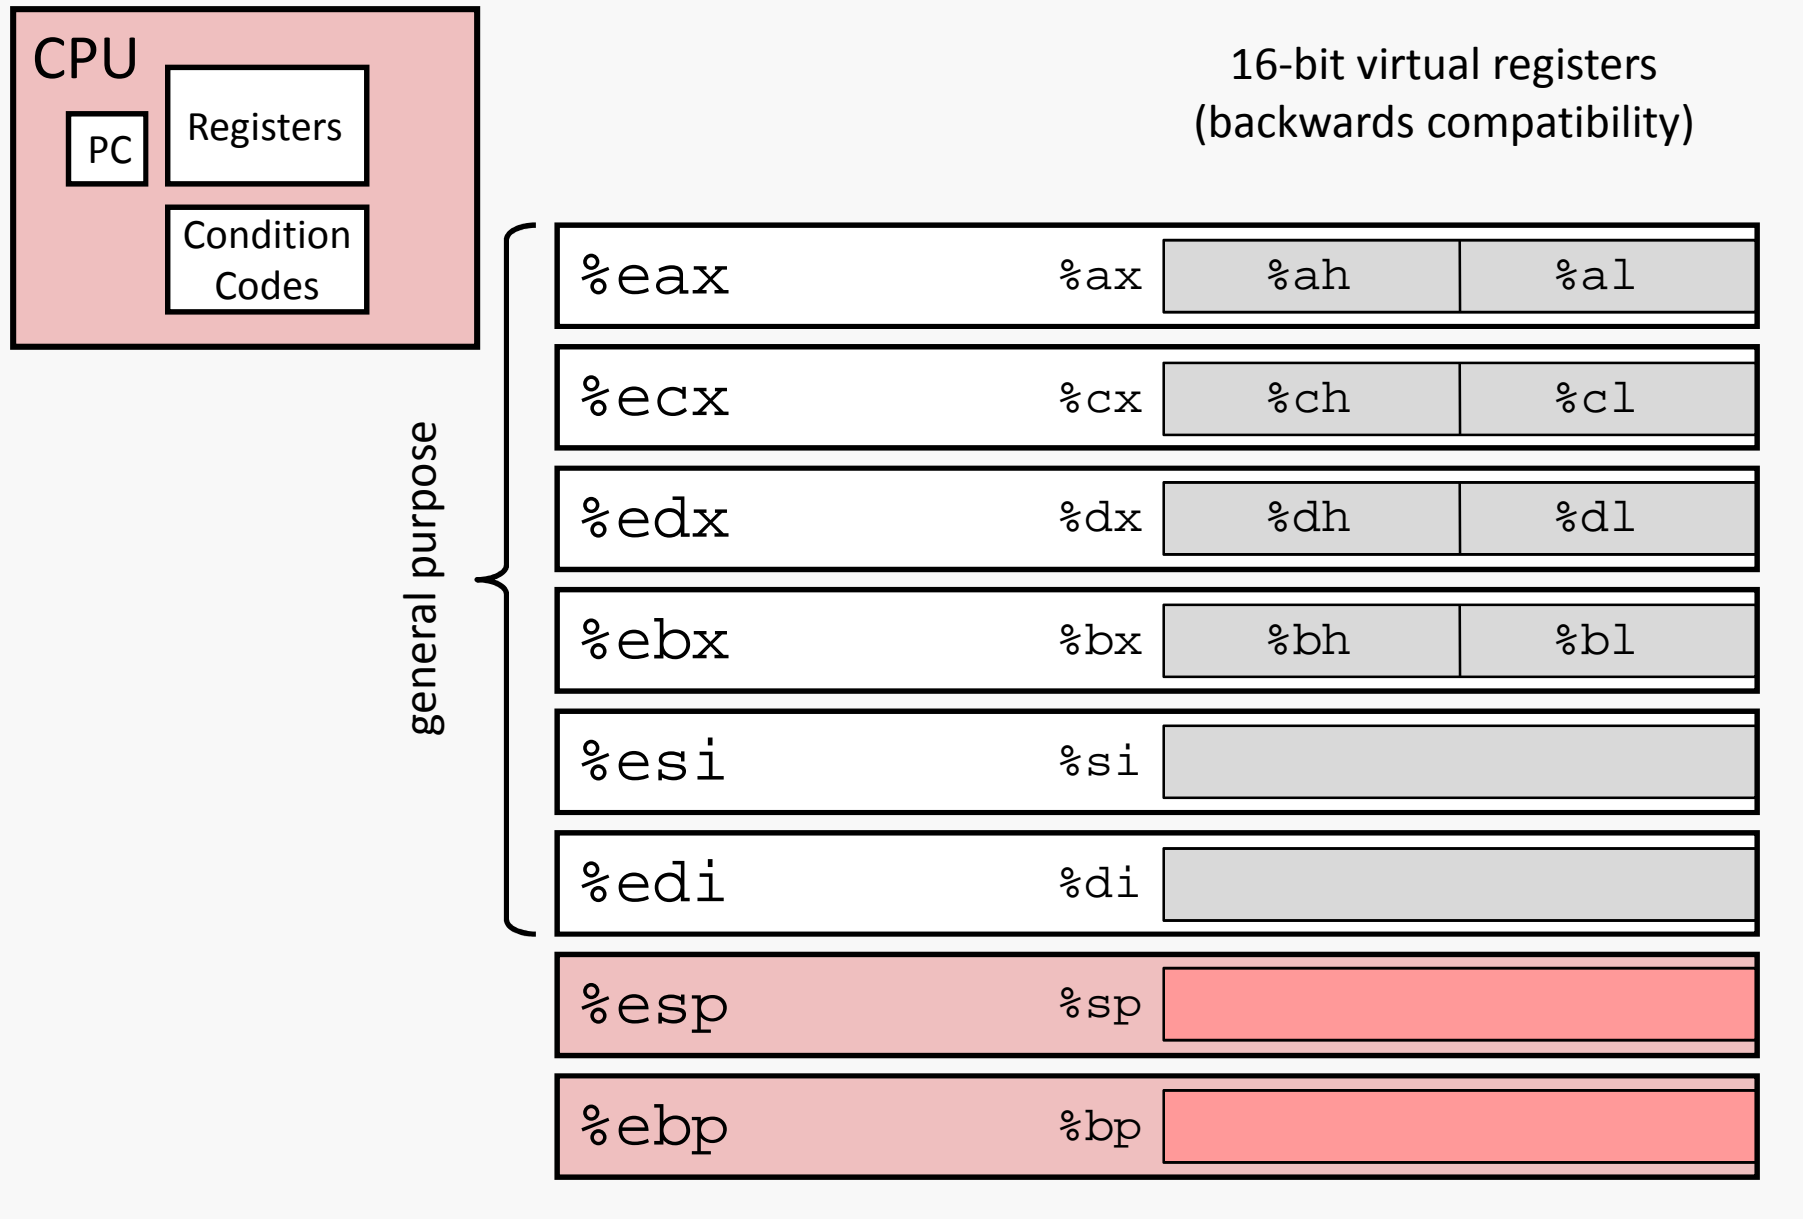 CPU
PC
Registers
Condition
Codes
16-bit virtual registers
(backwards compatibility)
general purpose
%eax %ax %ah %al
%ecx %cx %ch %cl
%edx %dx %dh %dl
%ebx %bx %bh %bl
%esi %si
%edi %di
%esp %sp
%ebp %bp